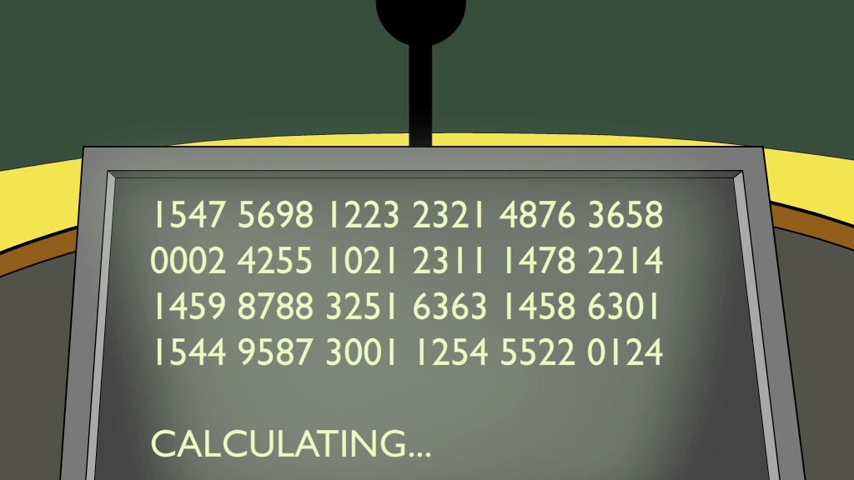 1547 5698 1223 2321 4876 3658
0002 4255 1021 2311 1478 2214
1459 8788 3251 6363 1458 6301
1544 9587 3001 1254 5522 0124
CALCULATING...